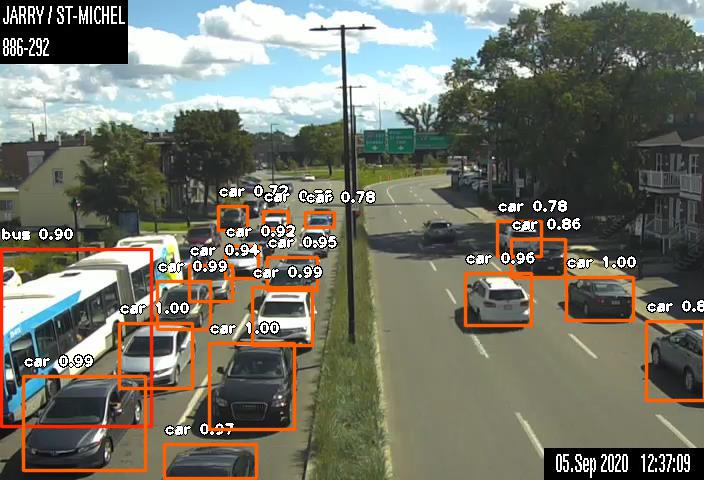 JARRY / ST-MICHEL
886-292
car 0.72
car 0.78
car 0.78
car 0.92
car 0.86
bus 0.90
car 0.94
car 0.95
car 0.99
car 0.99
car 0.96
car 1.00
car 1.00
car 0.8
car 1.00
car 0.99
car 0.97
05.Sep 2020 12:37:09